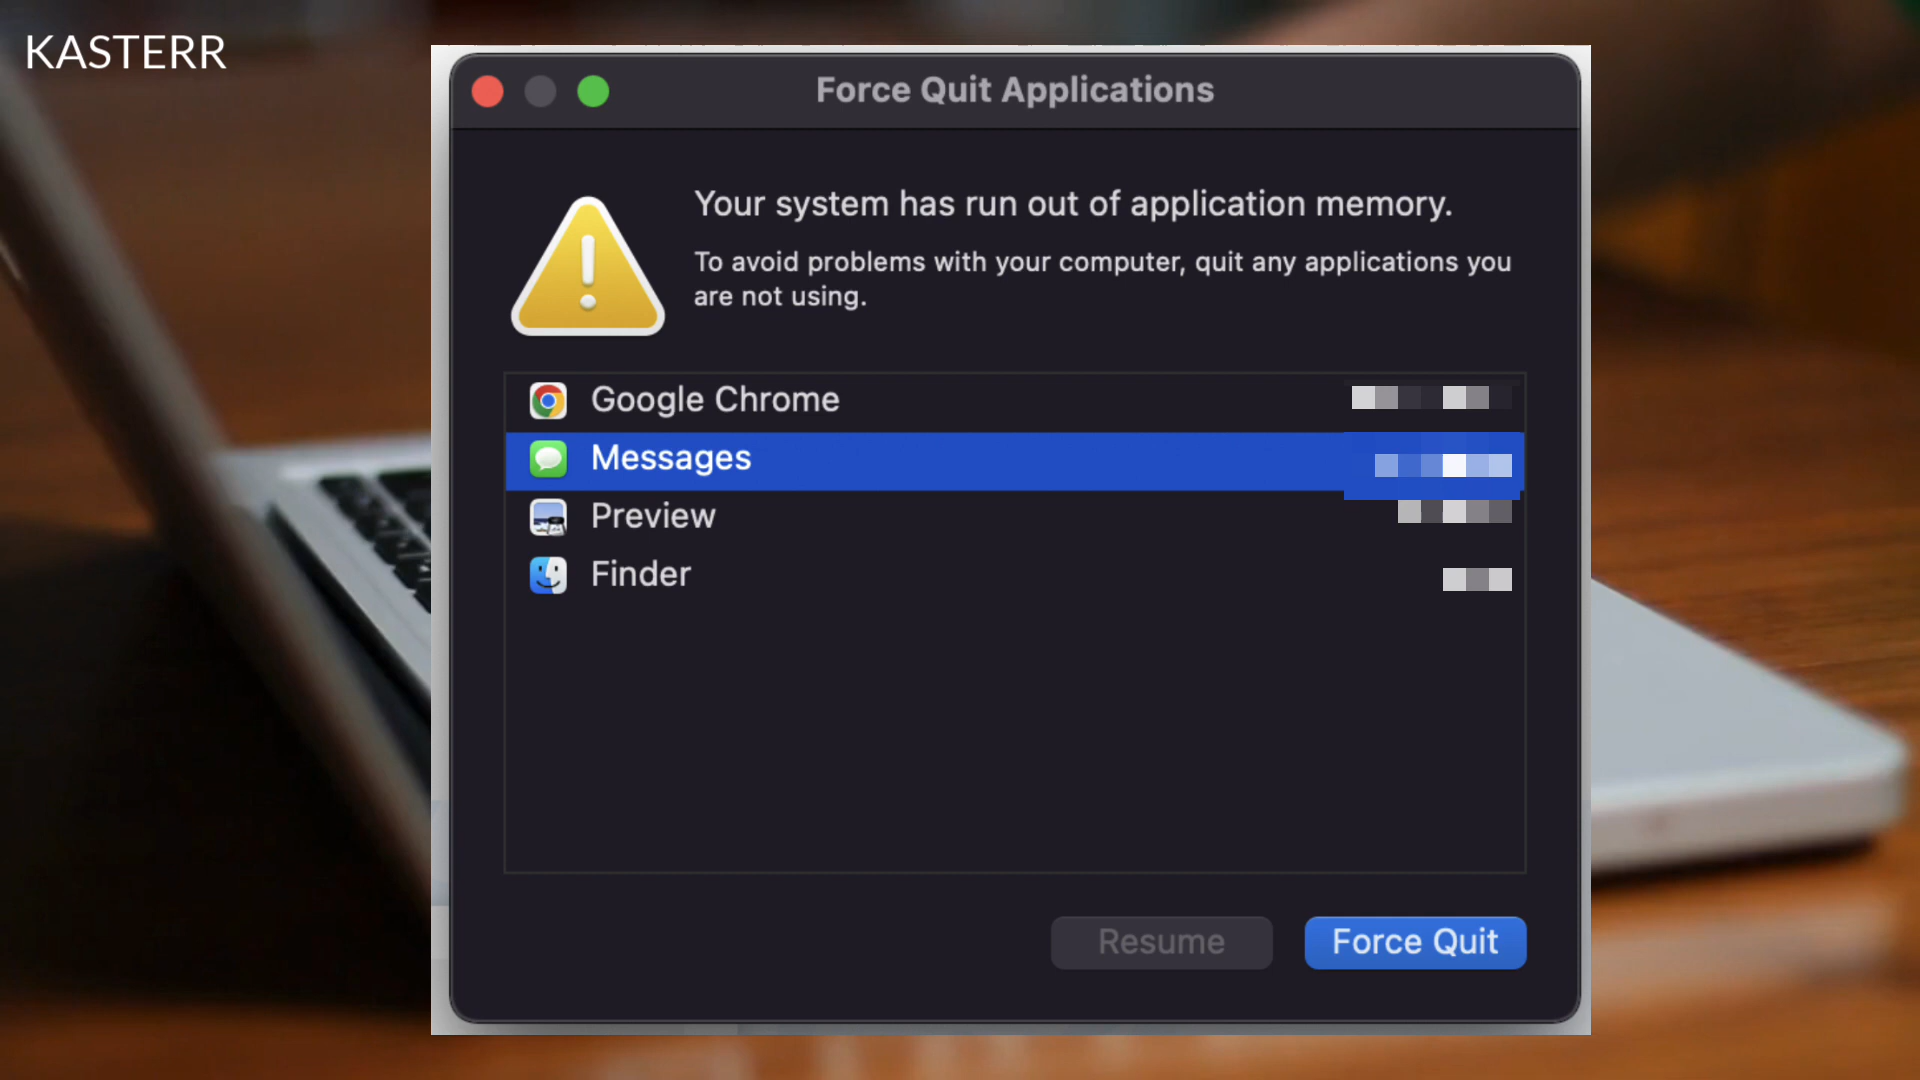 KASTERR
Force Quit Applications
Your system has run out of application memory.
To avoid problems with your computer, quit any applications you
are not using.
Google Chrome
Messages
Preview
Finder
Resume
Force Quit